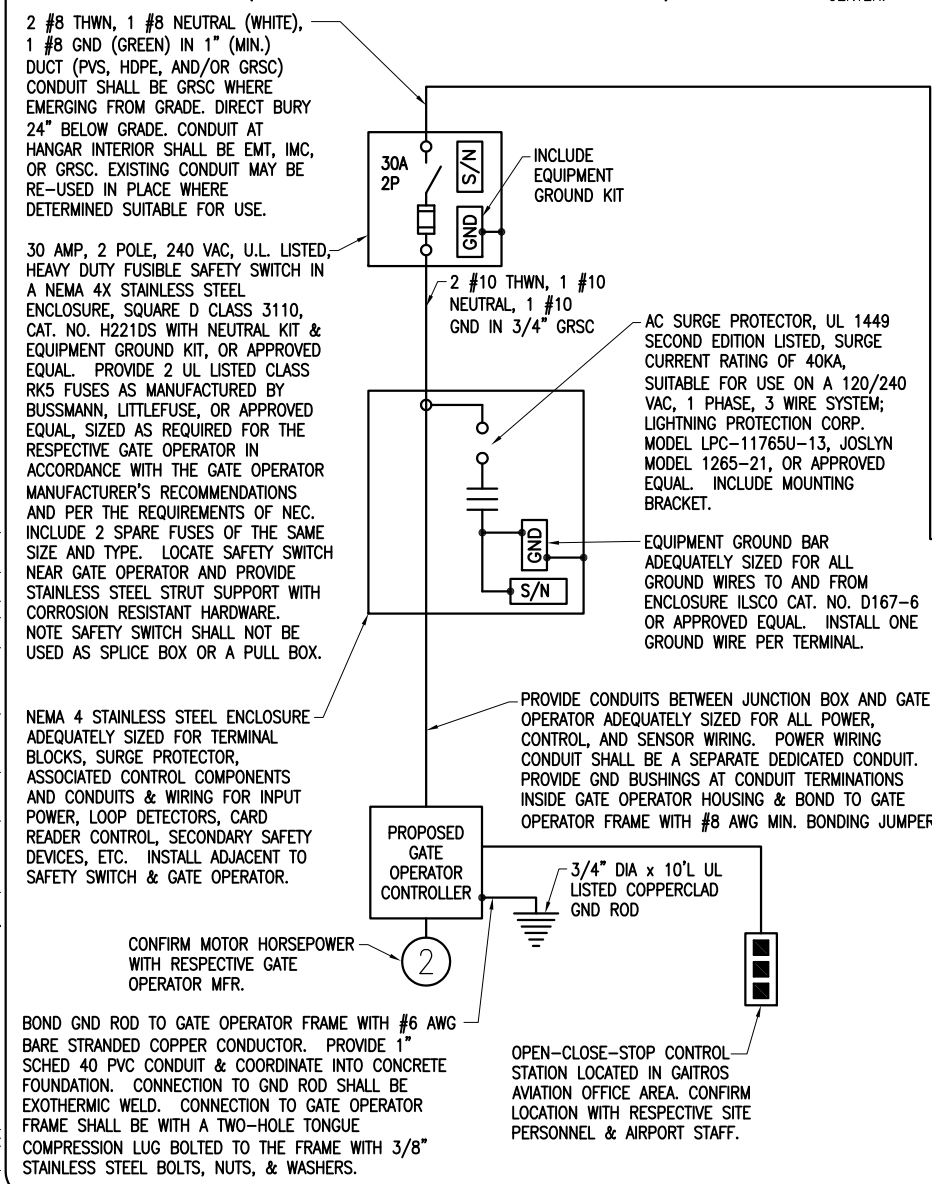 2 #8 THWN, 1 #8 NEUTRAL (WHITE),
1 #8 GND (GREEN) IN 1" (MIN.)
DUCT (PVS, HDPE, AND/OR GRSC)
CONDUIT SHALL BE GRSC WHERE
EMERGING FROM GRADE. DIRECT BURY
24" BELOW GRADE. CONDUIT AT
HANGAR INTERIOR SHALL BE EMT, IMC,
OR GRSC. EXISTING CONDUIT MAY BE
RE-USED IN PLACE WHERE
DETERMINED SUITABLE FOR USE.
30A
2P
S/N
GND
INCLUDE
EQUIPMENT
GROUND KIT
30 AMP, 2 POLE, 240 VAC, U.L. LISTED,
HEAVY DUTY FUSIBLE SAFETY SWITCH IN
A NEMA 4X STAINLESS STEEL
ENCLOSURE, SQUARE D CLASS 3110,
CAT. NO. H221DS WITH NEUTRAL KIT &
EQUIPMENT GROUND KIT, OR APPROVED
EQUAL. PROVIDE 2 UL LISTED CLASS
RK5 FUSES AS MANUFACTURED BY
BUSSMANN, LITTLEFUSE, OR APPROVED
EQUAL, SIZED AS REQUIRED FOR THE
RESPECTIVE GATE OPERATOR IN
ACCORDANCE WITH THE GATE OPERATOR
MANUFACTURER'S RECOMMENDATIONS
AND PER THE REQUIREMENTS OF NEC.
INCLUDE 2 SPARE FUSES OF THE SAME
SIZE AND TYPE. LOCATE SAFETY SWITCH
NEAR GATE OPERATOR AND PROVIDE
STAINLESS STEEL STRUT SUPPORT WITH
CORROSION RESISTANT HARDWARE.
NOTE SAFETY SWITCH SHALL NOT BE
USED AS SPLICE BOX OR A PULL BOX.
2 #10 THWN, 1 #10
NEUTRAL, 1 #10
GND IN 3/4" GRSC
AC SURGE PROTECTOR, UL 1449
SECOND EDITION LISTED, SURGE
CURRENT RATING OF 40KA,
SUITABLE FOR USE ON A 120/240
VAC, 1 PHASE, 3 WIRE SYSTEM;
LIGHTNING PROTECTION CORP.
MODEL LPC-11765U-13, JOSLYN
MODEL 1265-21, OR APPROVED
EQUAL. INCLUDE MOUNTING
BRACKET.
GND
S/N
EQUIPMENT GROUND BAR
ADEQUATELY SIZED FOR ALL
GROUND WIRES TO AND FROM
ENCLOSURE ILSCO CAT. NO. D167-6
OR APPROVED EQUAL. INSTALL ONE
GROUND WIRE PER TERMINAL.
NEMA 4 STAINLESS STEEL ENCLOSURE
ADEQUATELY SIZED FOR TERMINAL
BLOCKS, SURGE PROTECTOR,
ASSOCIATED CONTROL COMPONENTS
AND CONDUITS & WIRING FOR INPUT
POWER, LOOP DETECTORS, CARD
READER CONTROL, SECONDARY SAFETY
DEVICES, ETC. INSTALL ADJACENT TO
SAFETY SWITCH & GATE OPERATOR.
PROVIDE CONDUITS BETWEEN JUNCTION BOX AND GATE
OPERATOR ADEQUATELY SIZED FOR ALL POWER,
CONTROL, AND SENSOR WIRING. POWER WIRING
CONDUIT SHALL BE A SEPARATE DEDICATED CONDUIT.
PROVIDE GND BUSHINGS AT CONDUIT TERMINATIONS
INSIDE GATE OPERATOR HOUSING & BOND TO GATE
OPERATOR FRAME WITH #8 AWG MIN. BONDING JUMPER
PROPOSED
GATE
OPERATOR
CONTROLLER
3/4" DIA x 10'L UL
LISTED COPPERCLAD
GND ROD
CONFIRM MOTOR HORSEPOWER
WITH RESPECTIVE GATE
OPERATOR MFR.
2
BOND GND ROD TO GATE OPERATOR FRAME WITH #6 AWG
BARE STRANDED COPPER CONDUCTOR. PROVIDE 1"
SCHED 40 PVC CONDUIT & COORDINATE INTO CONCRETE
FOUNDATION. CONNECTION TO GND ROD SHALL BE
EXOTHERMIC WELD. CONNECTION TO GATE OPERATOR
FRAME SHALL BE WITH A TWO-HOLE TONGUE
COMPRESSION LUG BOLTED TO THE FRAME WITH 3/8"
STAINLESS STEEL BOLTS, NUTS, & WASHERS.
OPEN-CLOSE-STOP CONTROL
STATION LOCATED IN GAITROS
AVIATION OFFICE AREA. CONFIRM
LOCATION WITH RESPECTIVE SITE
PERSONNEL & AIRPORT STAFF.